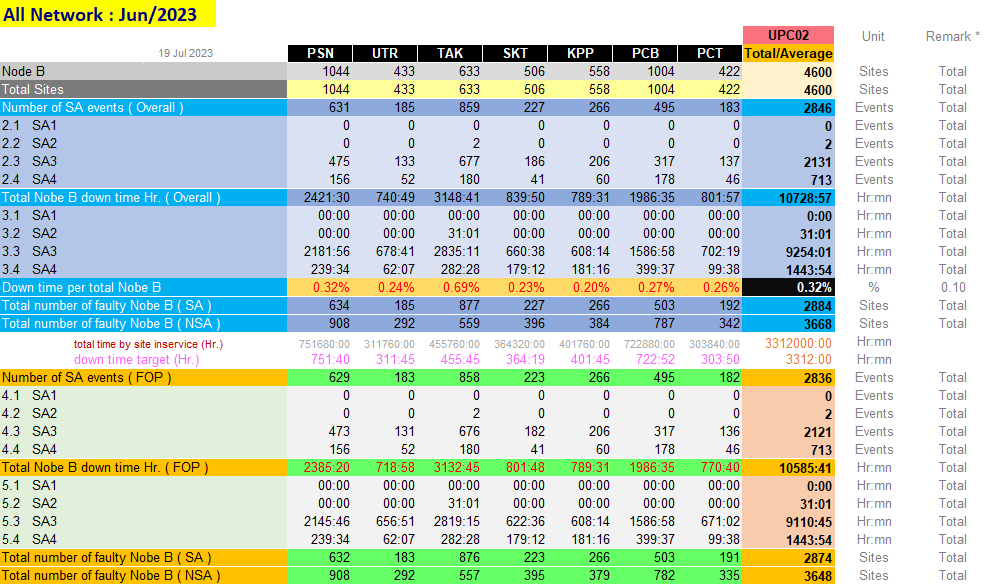 All Network : Jun/2023
UPC02 Unit Remark *
19 Jul 2023 PSN UTR TAK SKT KPP PCB PCT Total/Average
Node B 1044 433 633 506 558 1004 422 4600 Sites Total
Total Sites 1044 433 633 506 558 1004 422 4600 Sites Total
Number of SA events ( Overall ) 631 185 859 227 266 495 183 2846 Events Total
2.1 SA1 0 0 0 0 0 0 0 0 Events Total
2.2 SA2 0 0 2 0 0 0 0 2 Events Total
2.3 SA3 475 133 677 186 206 317 137 2131 Events Total
2.4 SA4 156 52 180 41 60 178 46 713 Events Total
Total Nobe B down time Hr. ( Overall ) 2421:30 740:49 3148:41 839:50 789:31 1986:35 801:57 10728:57 Hr:mn Total
3.1 SA1 00:00 00:00 00:00 00:00 00:00 00:00 00:00 0:00 Hr:mn Total
3.2 SA2 00:00 00:00 31:01 00:00 00:00 00:00 00:00 31:01 Hr:mn Total
3.3 SA3 2181:56 678:41 2835:11 660:38 608:14 1586:58 702:19 9254:01 Hr:mn Total
3.4 SA4 239:34 62:07 282:28 179:12 181:16 399:37 99:38 1443:54 Hr:mn Total
Down time per total Nobe B 0.32% 0.24% 0.69% 0.23% 0.20% 0.27% 0.26% 0.32% % 0.10
Total number of faulty Nobe B ( SA ) 634 185 877 227 266 503 192 2884 Sites Total
Total number of faulty Nobe B ( NSA ) 908 292 559 396 384 787 342 3668 Sites Total
total time by site inservice (Hr.) 751680:00 311760:00 455760:00 364320:00 401760:00 722880:00 303840:00 3312000:00 Hr:mn
down time target (Hr.) 751:40 311:45 455:45 364:19 401:45 722:52 303:50 3312:00 Hr:mn
Number of SA events ( FOP ) 629 183 858 223 266 495 182 2836 Events Total
4.1 SA1 0 0 0 0 0 0 0 0 Events Total
4.2 SA2 0 0 2 0 0 0 0 2 Events Total
4.3 SA3 473 131 676 182 206 317 136 2121 Events Total
4.4 SA4 156 52 180 41 60 178 46 713 Events Total
Total Nobe B down time Hr. ( FOP ) 2385:20 718:58 3132:45 801:48 789:31 1986:35 770:40 10585:41 Hr:mn Total
5.1 SA1 00:00 00:00 00:00 00:00 00:00 00:00 00:00 0:00 Hr:mn Total
5.2 SA2 00:00 00:00 31:01 00:00 00:00 00:00 00:00 31:01 Hr:mn Total
5.3 SA3 2145:46 656:51 2819:15 622:36 608:14 1586:58 671:02 9110:45 Hr:mn Total
5.4 SA4 239:34 62:07 282:28 179:12 181:16 399:37 99:38 1443:54 Hr:mn Total
Total number of faulty Nobe B ( SA ) 632 183 876 223 266 503 191 2874 Sites Total
Total number of faulty Nobe B ( NSA ) 908 292 557 395 379 782 335 3648 Sites Total